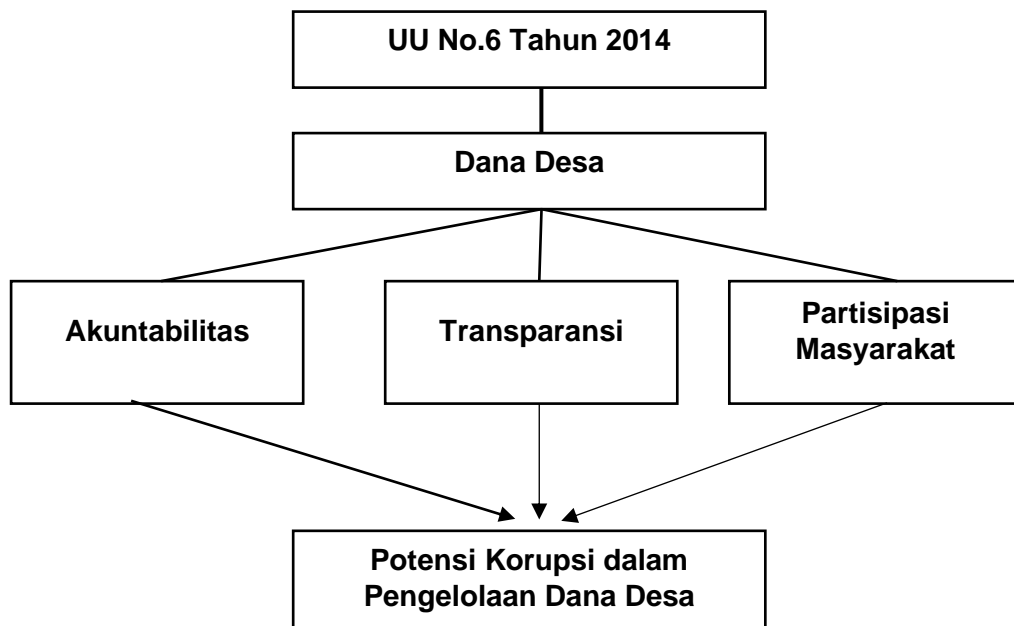 UU No.6 Tahun 2014
Dana Desa
Akuntabilitas
Transparansi
Partisipasi
Masyarakat
Potensi Korupsi dalam
Pengelolaan Dana Desa